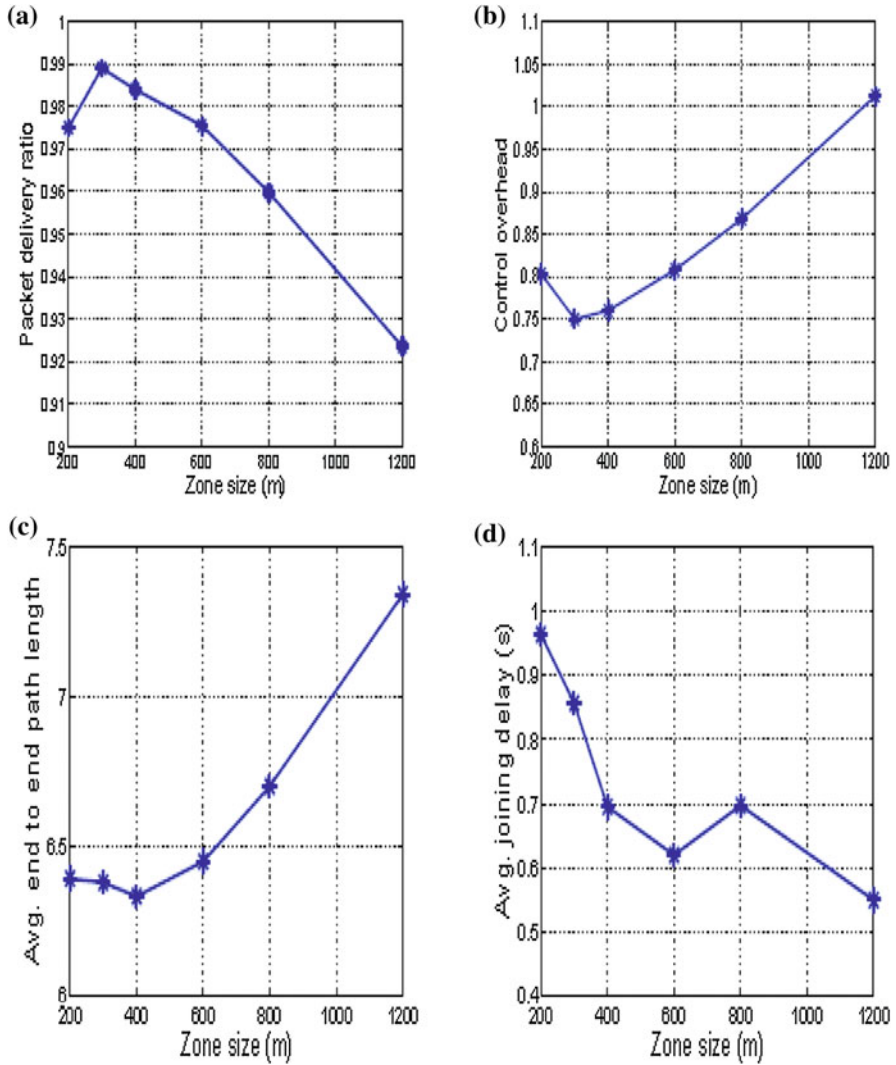 (a)
1
0.99
0.98
0.97
0.96
0.95
0.94
0.93
0.92
0.91
0.9
Packet delivery ratio
200 400 600 800 1000 1200
Zone size (m)
(b)
1.1
1.05
1
0.95
0.9
0.85
0.8
0.75
0.7
0.65
0.6
Control overhead
200 400 600 800 1000 1200
Zone size (m)
(c)
7.5
7
6.5
6
Avg. end to end path length
200 400 600 800 1000 1200
Zone size (m)
(d)
1.1
1
0.9
0.8
0.7
0.6
0.5
0.4
Avg. joining delay (s)
200 400 600 800 1000 1200
Zone size (m)